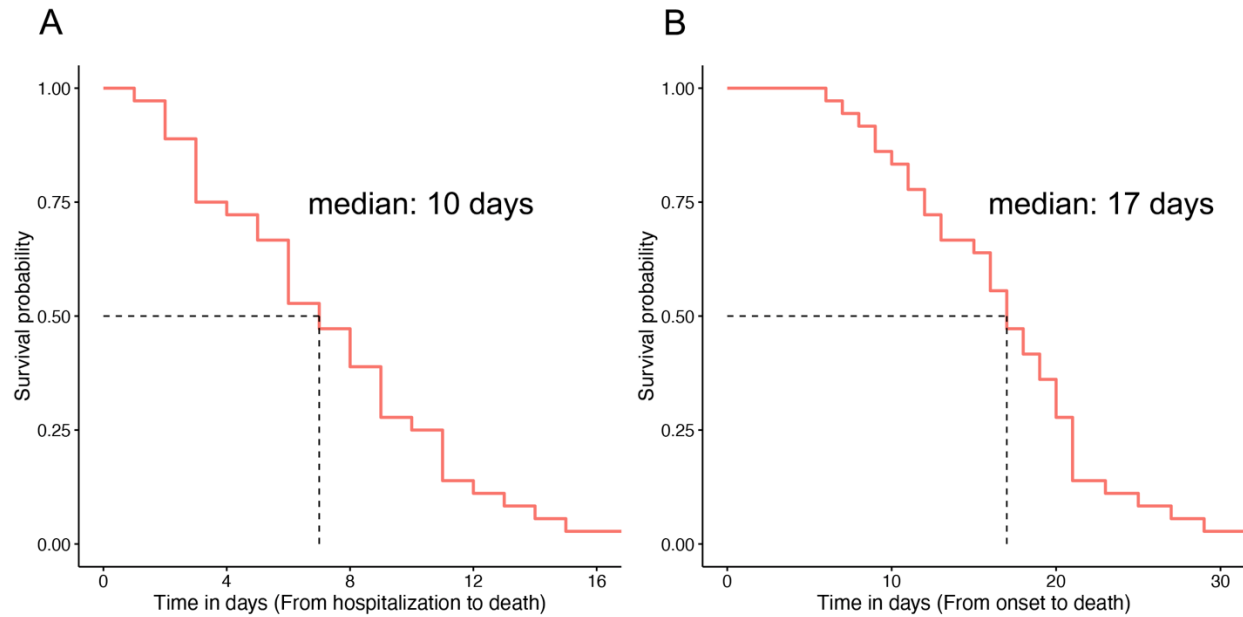 A
1.00
0.75
0.50
0.25
0.00
Survival probability
median: 10 days
0
4
8
12
16
Time in days (From hospitalization to death)
B
1.00
0.75
0.50
0.25
0.00
Survival probability
median: 17 days
0
10
20
30
Time in days (From onset to death)